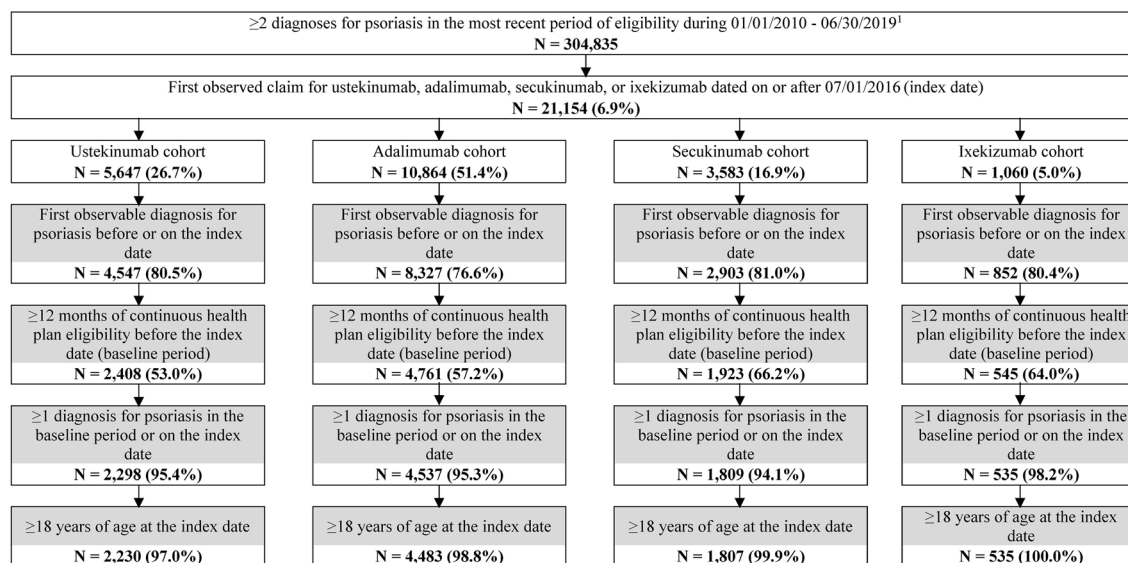 ≥2 diagnoses for psoriasis in the most recent period of eligibility during 01/01/2010 - 06/30/2019¹
N = 304,835
First observed claim for ustekinumab, adalimumab, secukinumab, or ixekizumab dated on or after 07/01/2016 (index date)
N = 21,154 (6.9%)
Ustekinumab cohort
N = 5,647 (26.7%)
First observable diagnosis for
psoriasis before or on the index
date
N = 4,547 (80.5%)
≥12 months of continuous health
plan eligibility before the index
date (baseline period)
N = 2,408 (53.0%)
≥1 diagnosis for psoriasis in the
baseline period or on the index
date
N = 2,298 (95.4%)
≥18 years of age at the index date
N = 2,230 (97.0%)
Adalimumab cohort
N = 10,864 (51.4%)
First observable diagnosis for
psoriasis before or on the index
date
N = 8,327 (76.6%)
≥12 months of continuous health
plan eligibility before the index
date (baseline period)
N = 4,761 (57.2%)
≥1 diagnosis for psoriasis in the
baseline period or on the index
date
N = 4,537 (95.3%)
≥18 years of age at the index date
N = 4,483 (98.8%)
Secukinumab cohort
N = 3,583 (16.9%)
First observable diagnosis for
psoriasis before or on the index
date
N = 2,903 (81.0%)
≥12 months of continuous health
plan eligibility before the index
date (baseline period)
N = 1,923 (66.2%)
≥1 diagnosis for psoriasis in the
baseline period or on the index
date
N = 1,809 (94.1%)
≥18 years of age at the index date
N = 1,807 (99.9%)
Ixekizumab cohort
N = 1,060 (5.0%)
First observable diagnosis for
psoriasis before or on the index
date
N = 852 (80.4%)
≥12 months of continuous health
plan eligibility before the index
date (baseline period)
N = 545 (64.0%)
≥1 diagnosis for psoriasis in the
baseline period or on the index
date
N = 535 (98.2%)
≥18 years of age at the index
date
N = 535 (100.0%)